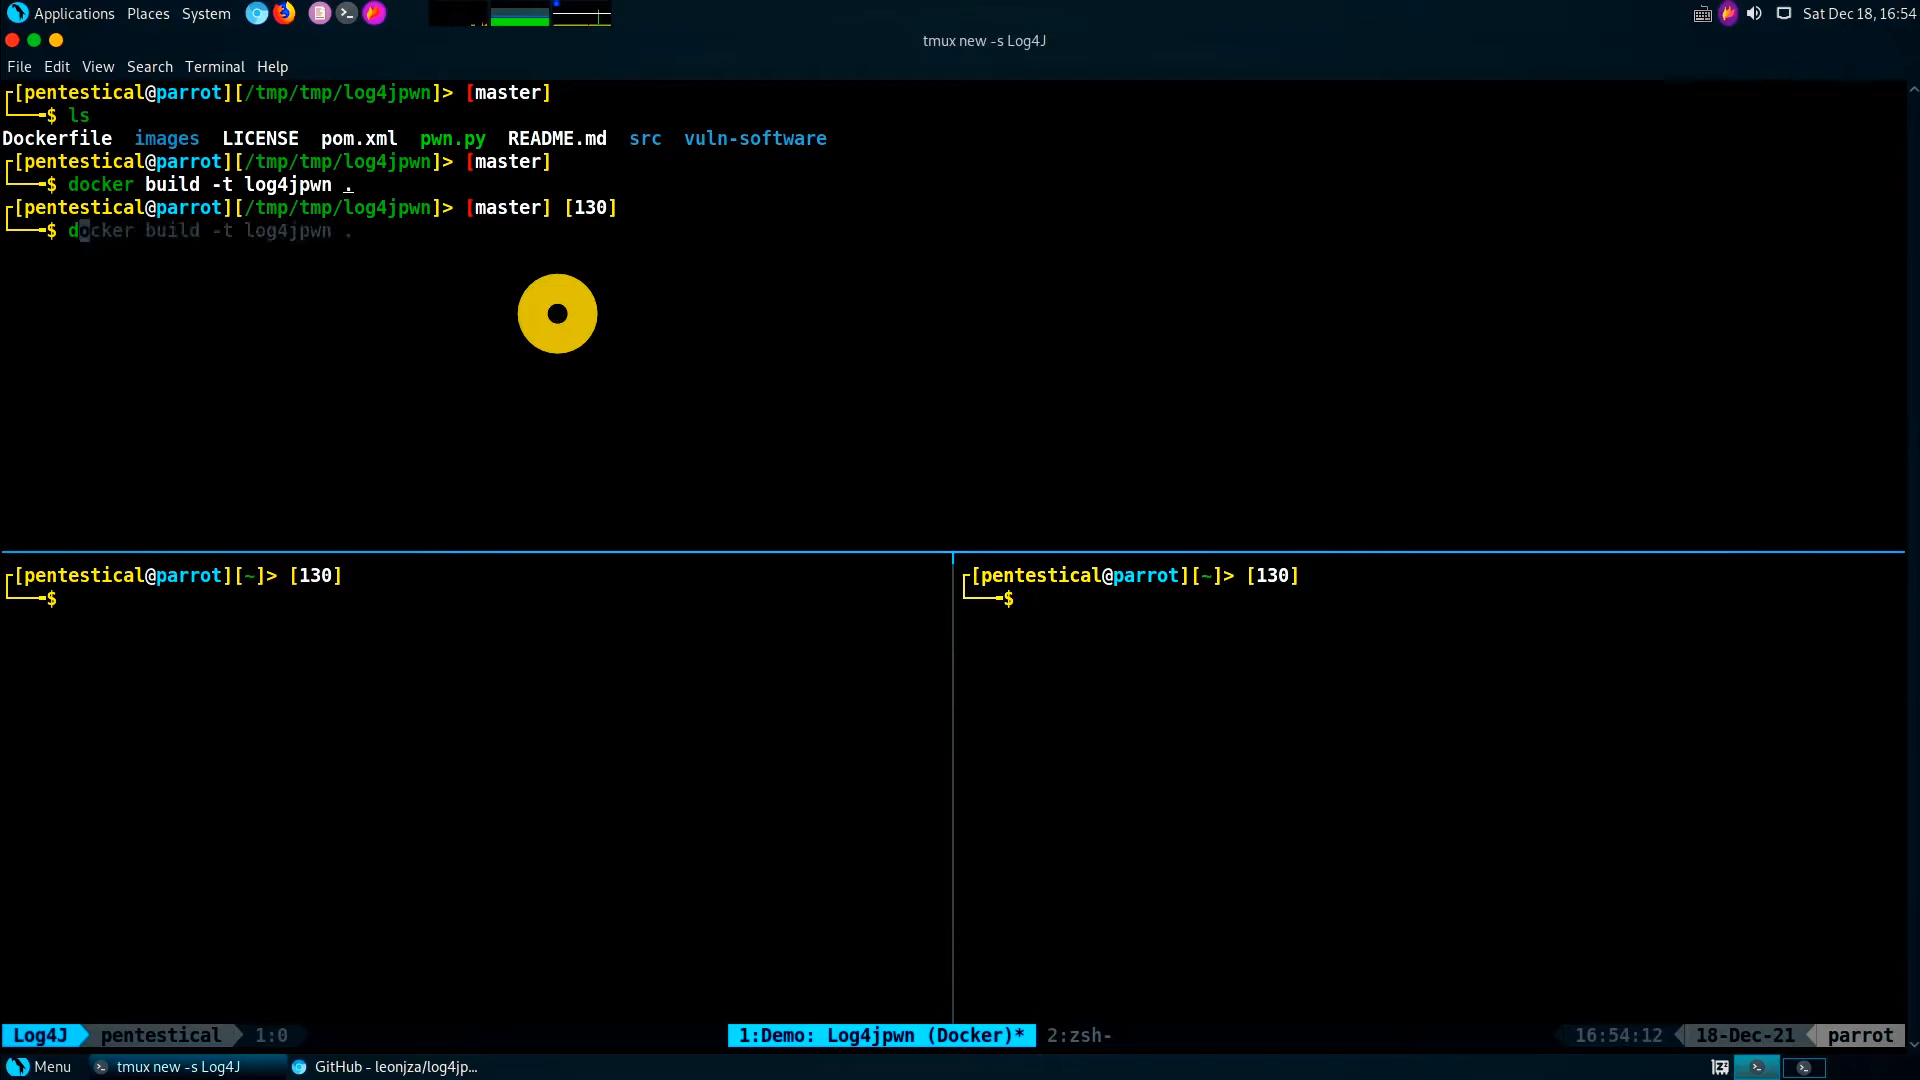 Applications Places System Sat Dec 18, 16:54
tmux new -s Log4J
File Edit View Search Terminal Help
[pentestical@parrot][/tmp/tmp/log4jpwn]> [master]
$ ls
Dockerfile images LICENSE pom.xml pwn.py README.md src vuln-software
[pentestical@parrot][/tmp/tmp/log4jpwn]> [master]
$ docker build -t log4jpwn .
[pentestical@parrot][/tmp/tmp/log4jpwn]> [master] [130]
$ docker build -t log4jpwn .
[pentestical@parrot][~]> [130]
$
[pentestical@parrot][~]> [130]
$
Log4J pentestical 1:0 1:Demo: Log4jpwn (Docker)* 2:zsh- 16:54:12 18-Dec-21 parrot
Menu tmux new -s Log4J GitHub - leonjza/log4jp...